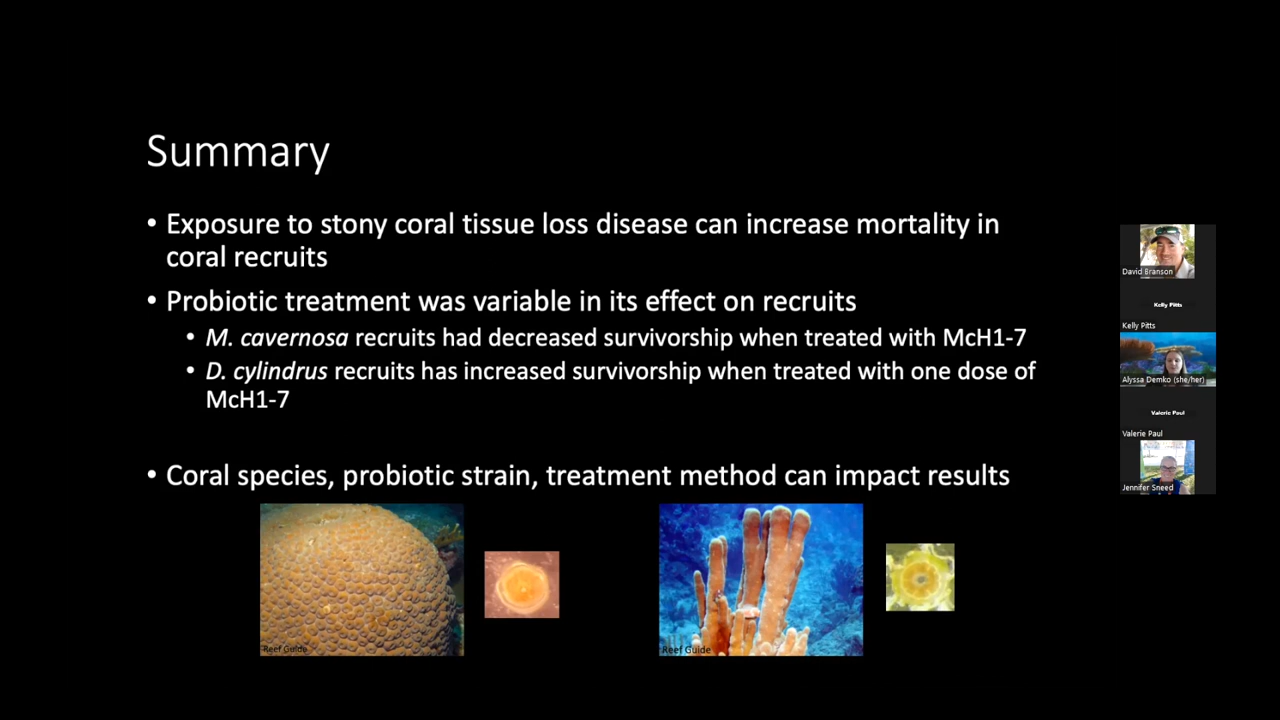 Summary
• Exposure to stony coral tissue loss disease can increase mortality in
coral recruits
• Probiotic treatment was variable in its effect on recruits
• M. cavernosa recruits had decreased survivorship when treated with McH1-7
• D. cylindrus recruits has increased survivorship when treated with one dose of
McH1-7
• Coral species, probiotic strain, treatment method can impact results
Reef Guide
Reef Guide
David Branson
Kelly Pitts
Kelly Pitts
Alyssa Demko (she/her)
Valerie Paul
Valerie Paul
Jennifer Sneed